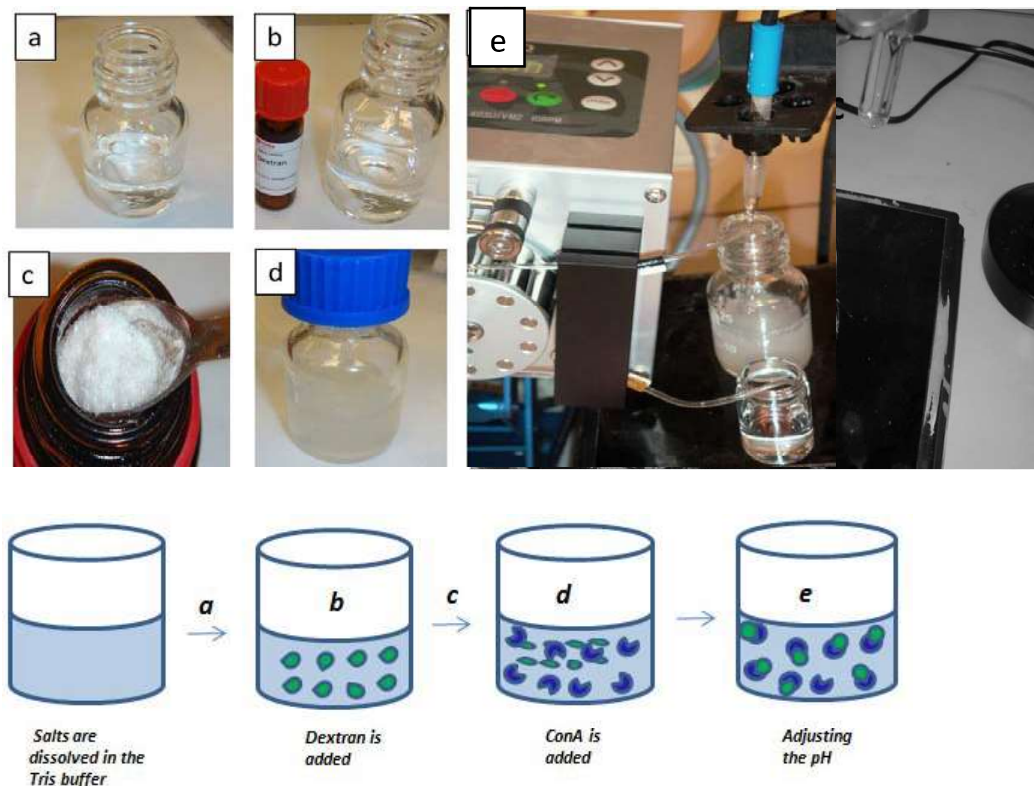 a
b
e
Dextran
c
d
a
b
c
d
e
Salts are
dissolved in the
Tris buffer
Dextran is
added
ConA is
added
Adjusting
the pH